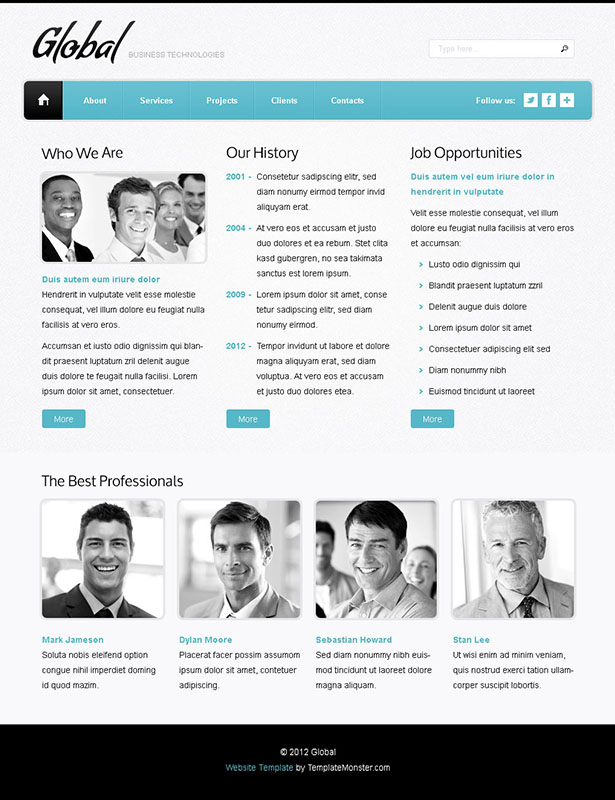 Global BUSINESS TECHNOLOGIES
Type here...
About Services Projects Clients Contacts Follow us:
Who We Are
Duis autem eum iriure dolor
Hendrerit in vulputate velit esse molestie
consequat, vel illum dolore eu feugiat nulla
facilisis at vero eros.
Accumsan et iusto odio dignissim qui blan-
dit praesent luptatum zril delenit augue
duis dolore te feugait nulla facilisi. Lorem
ipsum dolor sit amet, consectetuer.
More
Our History
2001 - Consetetur sadipscing elitr, sed
diam nonumy eirmod tempor invid
aliquyam erat.
2004 - At vero eos et accusam et justo
duo dolores et ea rebum. Stet clita
kasd gubergren, no sea takimata
sanctus est lorem ipsum.
2009 - Lorem ipsum dolor sit amet, conse
tetur sadipscing elitr, sed diam
nonumy eirmod.
2012 - Tempor invidunt ut labore et dolore
magna aliquyam erat, sed diam
voluptua. At vero eos et accusam
et justo duo dolores etea.
More
Job Opportunities
Duis autem vel eum iriure dolor in
hendrerit in vulputate
Velit esse molestie consequat, vel illum
dolore eu feugiat nulla facilisis at vero eros
et accumsan:
Lusto odio dignissim qui
Blandit praesent luptatum zzril
Delenit augue duis dolore
Lorem ipsum dolor sit amet
Consectetuer adipiscing elit sed
Diam nonummy nibh
Euismod tincidunt ut laoreet
More
The Best Professionals
Mark Jameson
Soluta nobis eleifend option
congue nihil imperdiet doming
id quod mazim.
Dylan Moore
Placerat facer possim assumom
ipsum dolor sit amet, contetuer
adipiscing.
Sebastian Howard
Sed diam nonummy nibh euis-
mod tincidunt ut laoreet dolore
magna aliquam.
Stan Lee
Ut wisi enim ad minim veniam,
quis nostrud exerci tation ullam-
corper suscipit lobortis.
© 2012 Global
Website Template by TemplateMonster.com